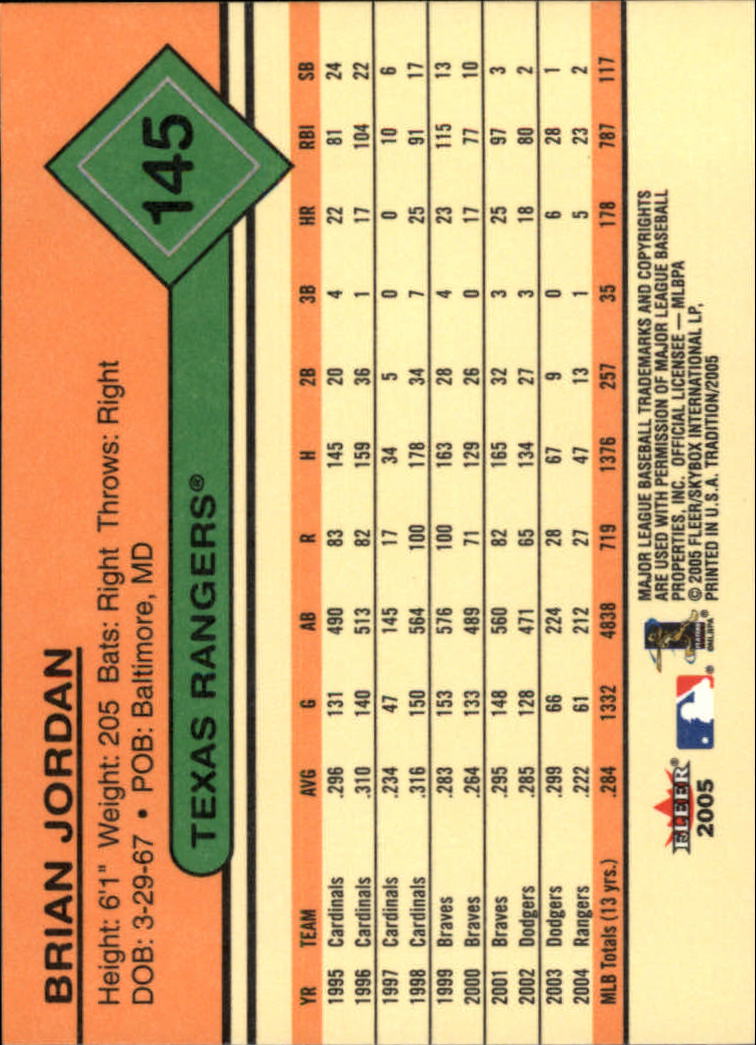 BRIAN JORDAN
Height: 6'1" Weight: 205 Bats: Right Throws: Right
DOB: 3-29-67 • POB: Baltimore, MD
145
TEXAS RANGERS®
YR TEAM AVG G AB R H 2B 3B HR RBI SB
1995 Cardinals .296 131 490 83 145 20 4 22 81 24
1996 Cardinals .310 140 513 82 159 36 1 17 104 22
1997 Cardinals .234 47 145 17 34 5 0 0 10 6
1998 Cardinals .316 150 564 100 178 34 7 25 91 17
1999 Braves .283 153 576 100 163 28 4 23 115 13
2000 Braves .264 133 489 71 129 26 0 17 77 10
2001 Braves .295 148 560 82 165 32 3 25 97 3
2002 Dodgers .285 128 471 65 134 27 3 18 80 2
2003 Dodgers .299 66 224 28 67 9 0 6 28 1
2004 Rangers .222 61 212 27 47 13 1 5 23 2
MLB Totals (13 yrs.) .284 1332 4838 719 1376 257 35 178 787 117
FLEER®
2005
®
©MLBPA
MAJOR LEAGUE BASEBALL TRADEMARKS AND COPYRIGHTS
ARE USED WITH PERMISSION OF MAJOR LEAGUE BASEBALL
PROPERTIES, INC. OFFICIAL LICENSEE — MLBPA
© 2005 FLEER/SKYBOX INTERNATIONAL LP,
PRINTED IN U.S.A. TRADITION/2005